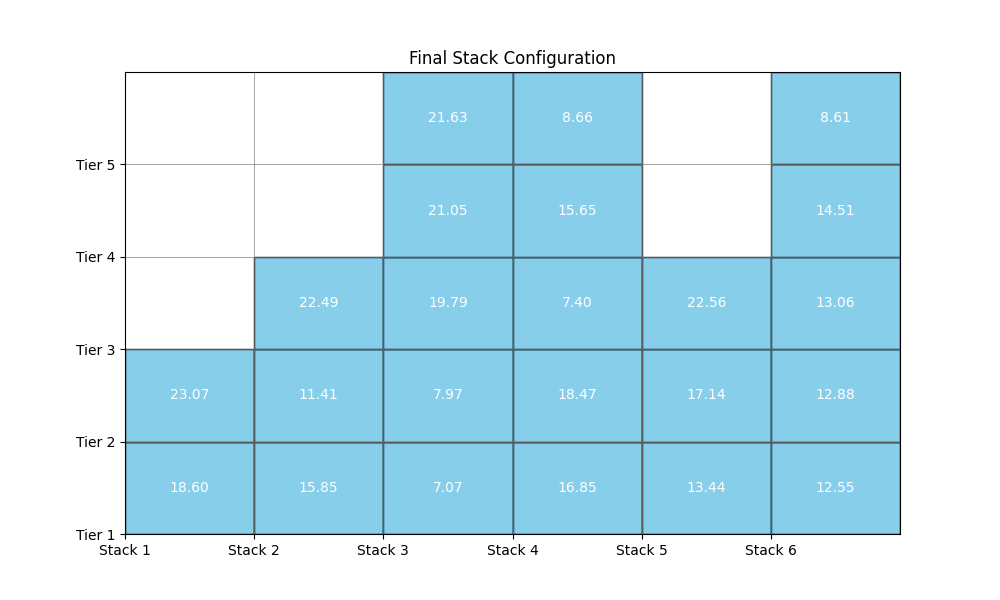 Final Stack Configuration
21.63 8.66 8.61
Tier 5
21.05 15.65 14.51
Tier 4
22.49 19.79 7.40 22.56 13.06
Tier 3
23.07 11.41 7.97 18.47 17.14 12.88
Tier 2
18.60 15.85 7.07 16.85 13.44 12.55
Tier 1
Stack 1 Stack 2 Stack 3 Stack 4 Stack 5 Stack 6